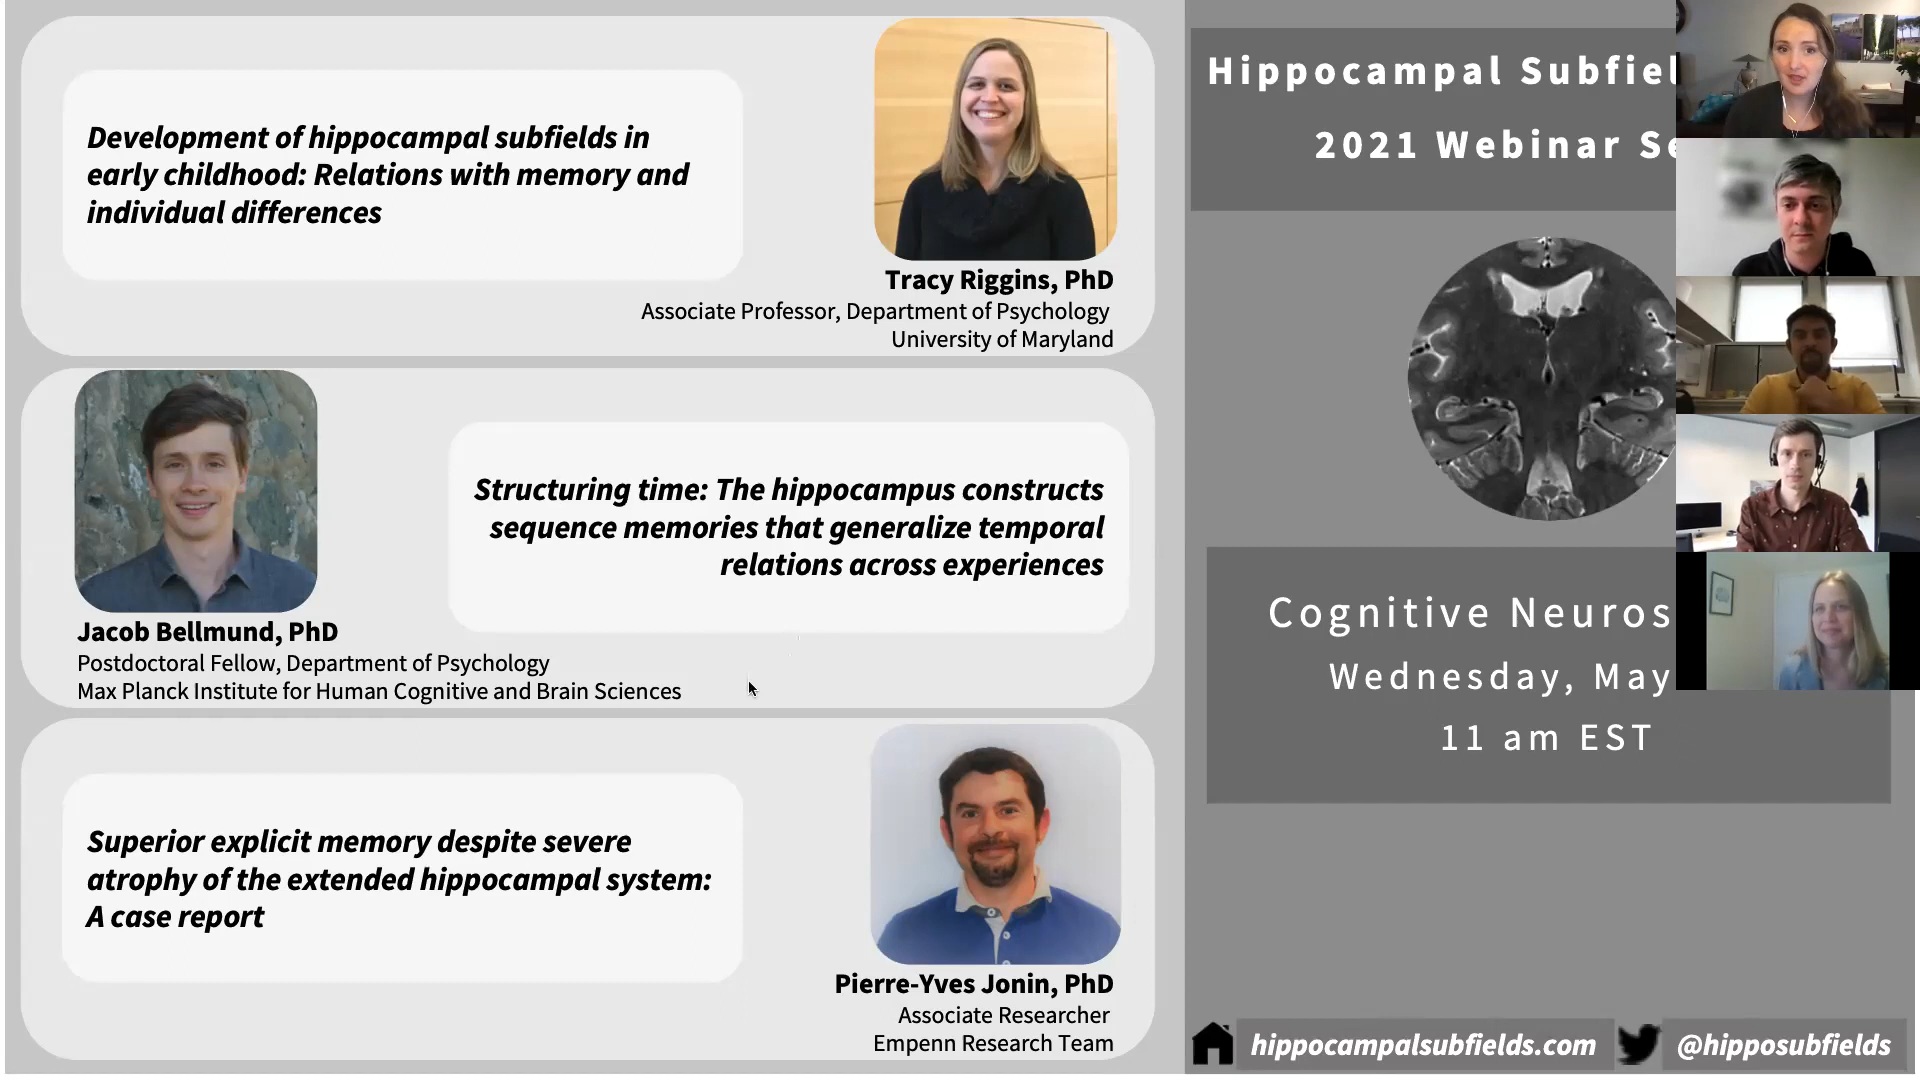 Development of hippocampal subfields in
early childhood: Relations with memory and
individual differences
Tracy Riggins, PhD
Associate Professor, Department of Psychology
University of Maryland
Jacob Bellmund, PhD
Postdoctoral Fellow, Department of Psychology
Max Planck Institute for Human Cognitive and Brain Sciences
Structuring time: The hippocampus constructs
sequence memories that generalize temporal
relations across experiences
Superior explicit memory despite severe
atrophy of the extended hippocampal system:
A case report
Pierre-Yves Jonin, PhD
Associate Researcher
Empenn Research Team
Hippocampal Subfiel
2021 Webinar Se
Cognitive Neuros
Wednesday, May
11 am EST
hippocampalsubfields.com
@hipposubfields